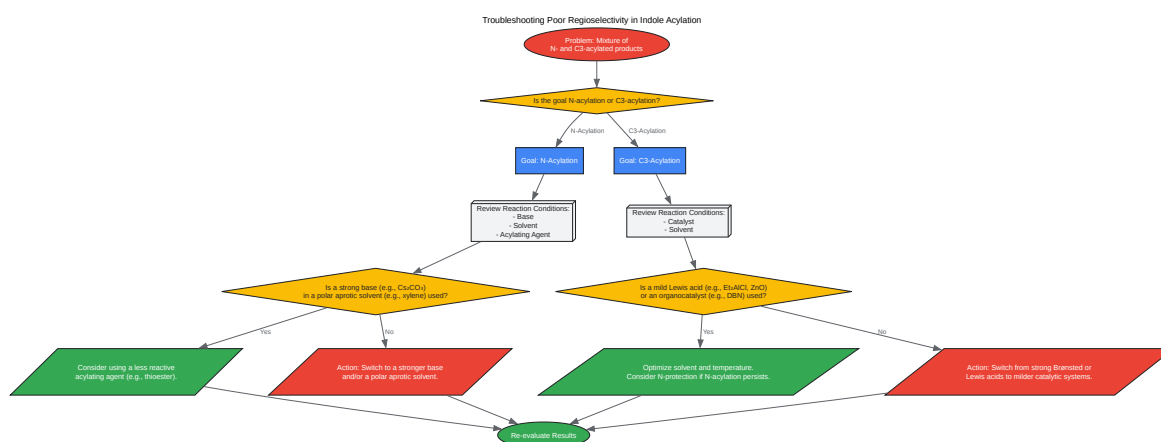 Troubleshooting Poor Regioselectivity in Indole Acylation
Problem: Mixture of
N- and C3-acylated products
Is the goal N-acylation or C3-acylation?
N-Acylation
C3-Acylation
Goal: N-Acylation
Goal: C3-Acylation
Review Reaction Conditions:
- Base
- Solvent
- Acylating Agent
Review Reaction Conditions:
- Catalyst
- Solvent
Is a strong base (e.g., Cs₂CO₃)
in a polar aprotic solvent (e.g., xylene) used?
Is a mild Lewis acid (e.g., Et₂AlCl, ZnO)
or an organocatalyst (e.g., DBN) used?
Yes
No
Yes
No
Consider using a less reactive
acylating agent (e.g., thioester).
Action: Switch to a stronger base
and/or a polar aprotic solvent.
Optimize solvent and temperature.
Consider N-protection if N-acylation persists.
Action: Switch from strong Brønsted or
Lewis acids to milder catalytic systems.
Re-evaluate Results